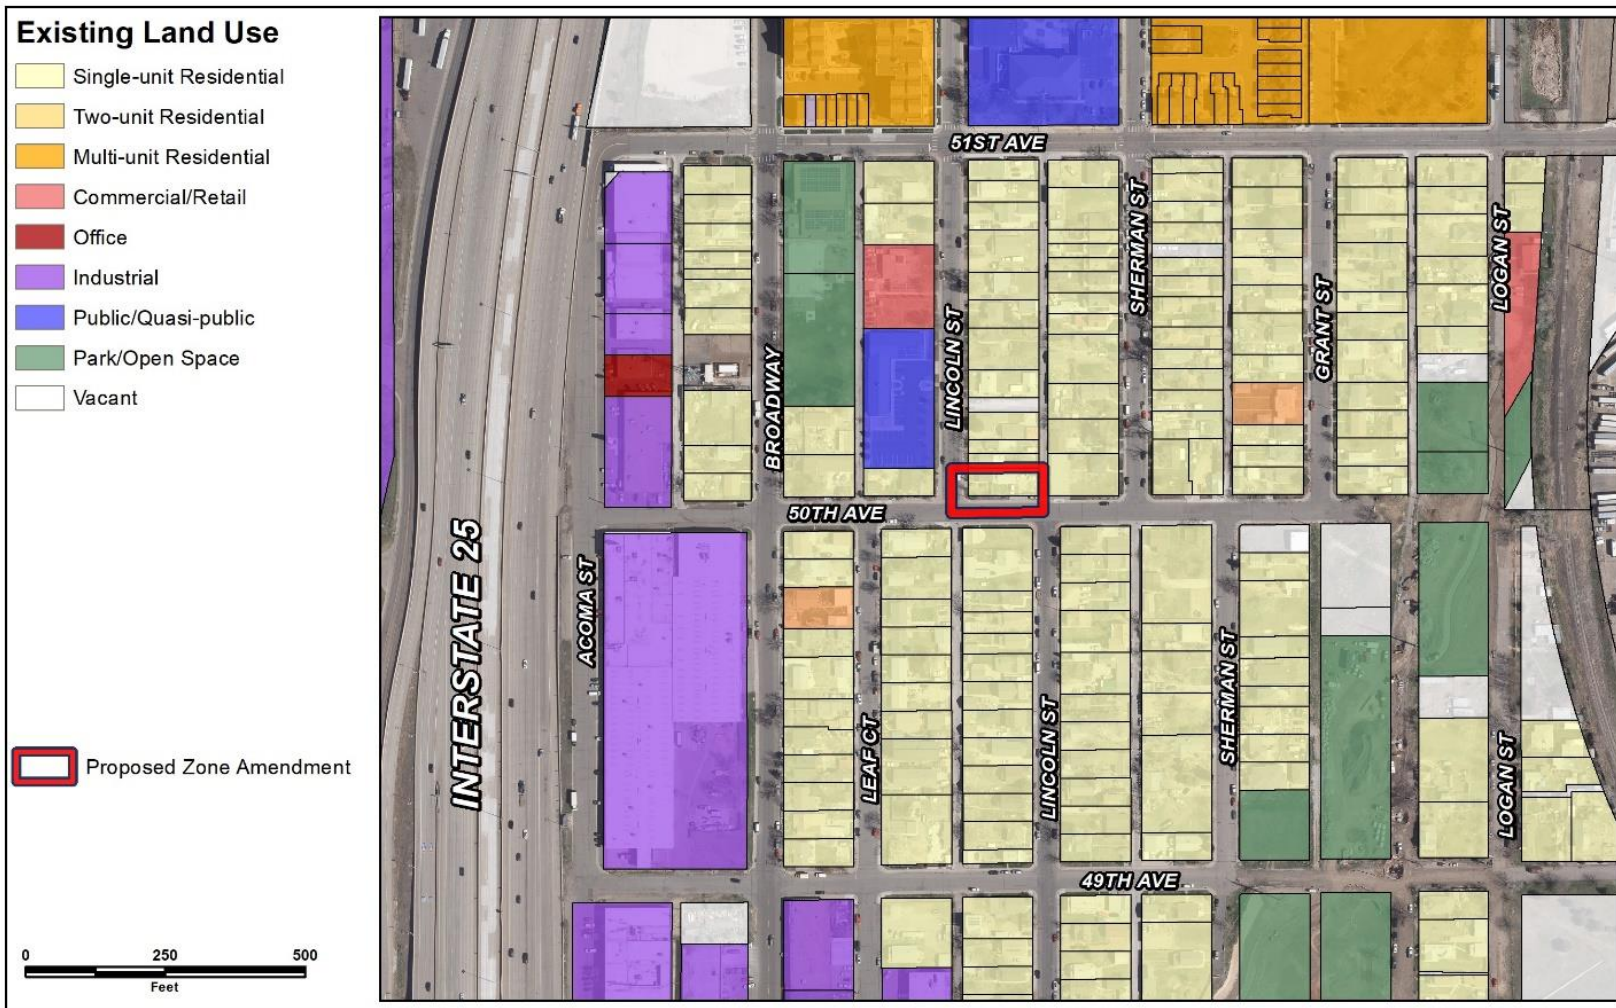 Existing Land Use
Single-unit Residential
Two-unit Residential
Multi-unit Residential
Commercial/Retail
Office
Industrial
Public/Quasi-public
Park/Open Space
Vacant
Proposed Zone Amendment
0 250 500
Feet
51ST AVE
SHERMAN ST
LOGAN ST
GRANT ST
LINCOLN ST
BROADWAY
50TH AVE
INTERSTATE 25
ACOMA ST
LEAF CT
LINCOLN ST
SHERMAN ST
LOGAN ST
49TH AVE